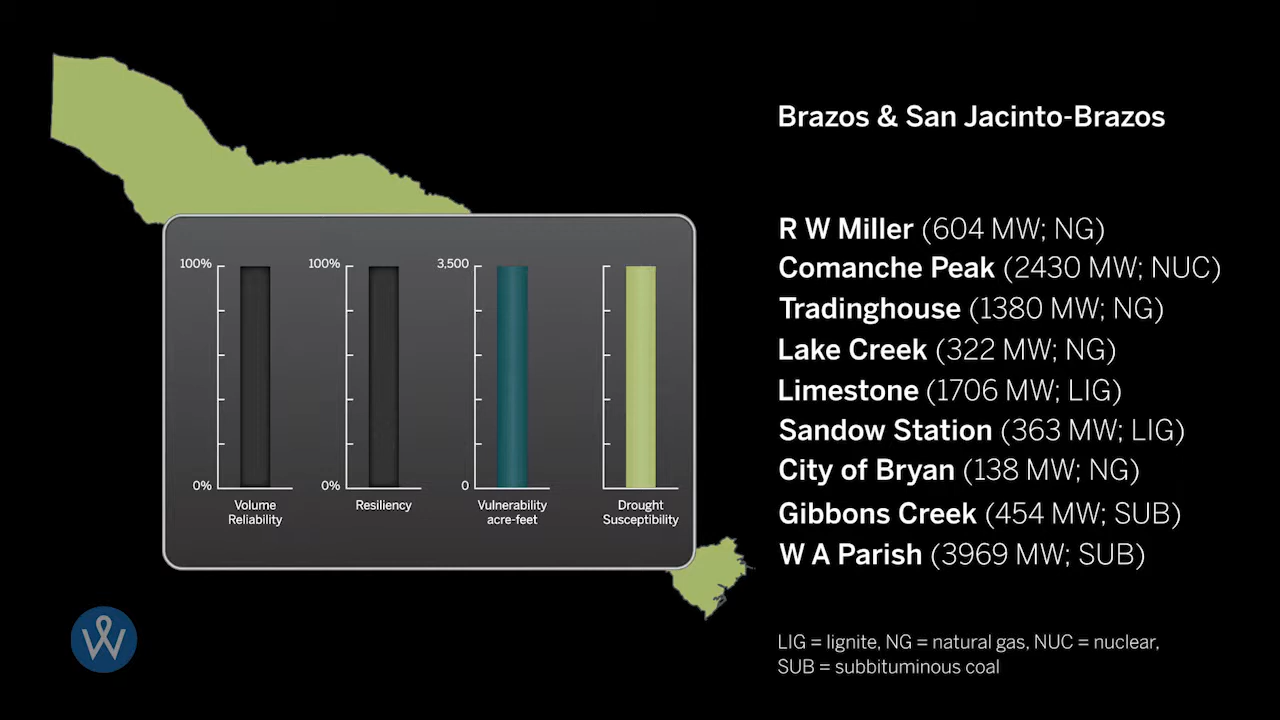 Brazos & San Jacinto-Brazos
R W Miller (604 MW; NG)
Comanche Peak (2430 MW; NUC)
Tradinghouse (1380 MW; NG)
Lake Creek (322 MW; NG)
Limestone (1706 MW; LIG)
Sandow Station (363 MW; LIG)
City of Bryan (138 MW; NG)
Gibbons Creek (454 MW; SUB)
W A Parish (3969 MW; SUB)
100%
0%
Volume
Reliability
100%
0%
Resiliency
3,500
0
Vulnerability
acre-feet
Drought
Susceptibility
LIG = lignite, NG = natural gas, NUC = nuclear,
SUB = subbituminous coal
W